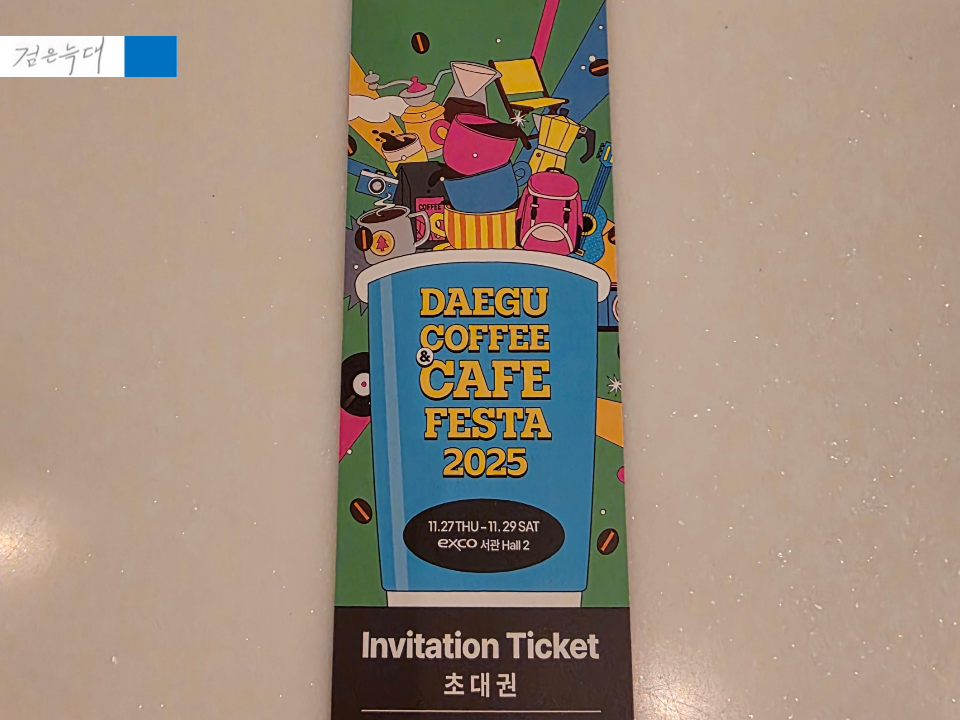 검은늑대
COFFEE
DAEGU
COFFEE
&
CAFE
FESTA
2025
11.27 THU - 11. 29 SAT
exco 서관 Hall 2
Invitation Ticket
초대권